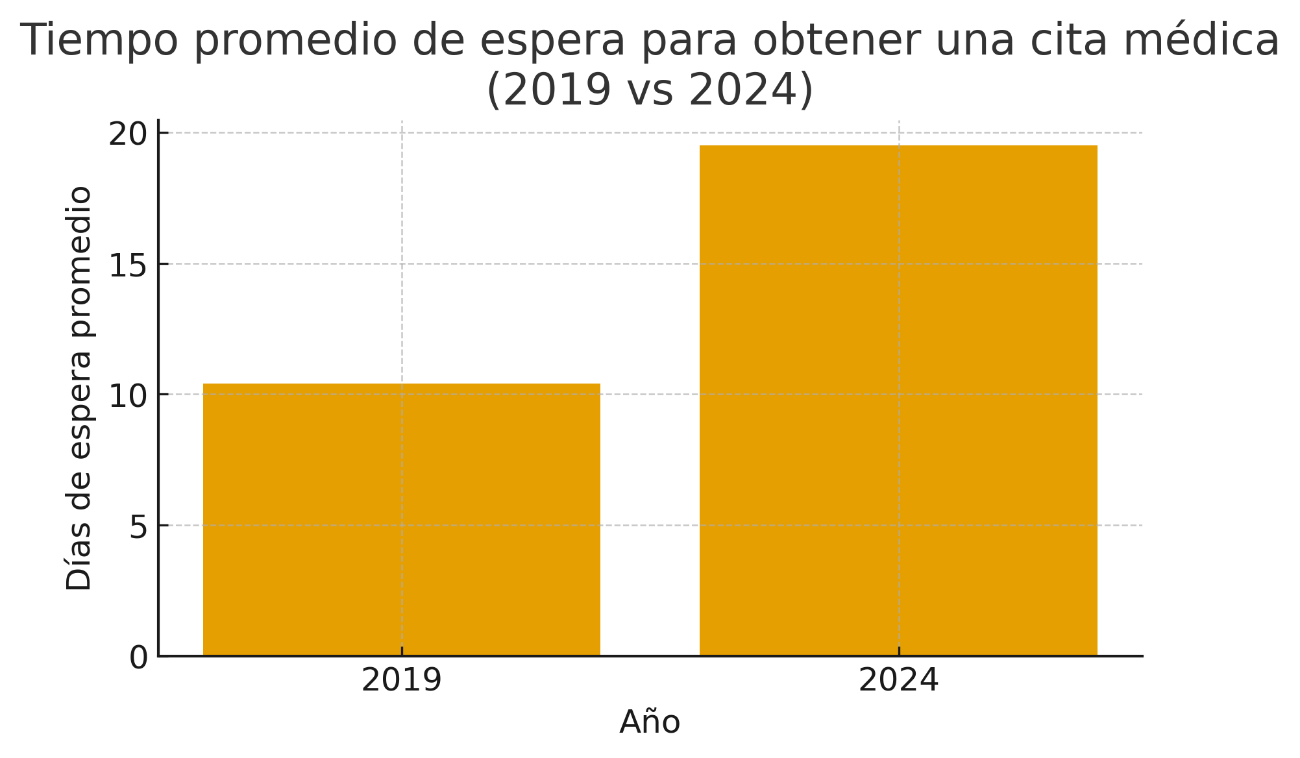 Tiempo promedio de espera para obtener una cita médica
(2019 vs 2024)
20
15
10
5
0
Días de espera promedio
2019
2024
Año